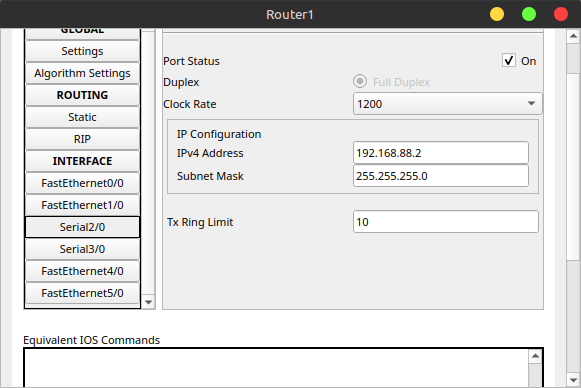 Router1
GLOBAL
Settings
Algorithm Settings
ROUTING
Static
RIP
INTERFACE
FastEthernet0/0
FastEthernet1/0
Serial2/0
Serial3/0
FastEthernet4/0
FastEthernet5/0
Port Status On
Duplex Full Duplex
Clock Rate 1200
IP Configuration
IPv4 Address 192.168.88.2
Subnet Mask 255.255.255.0
Tx Ring Limit 10
Equivalent IOS Commands